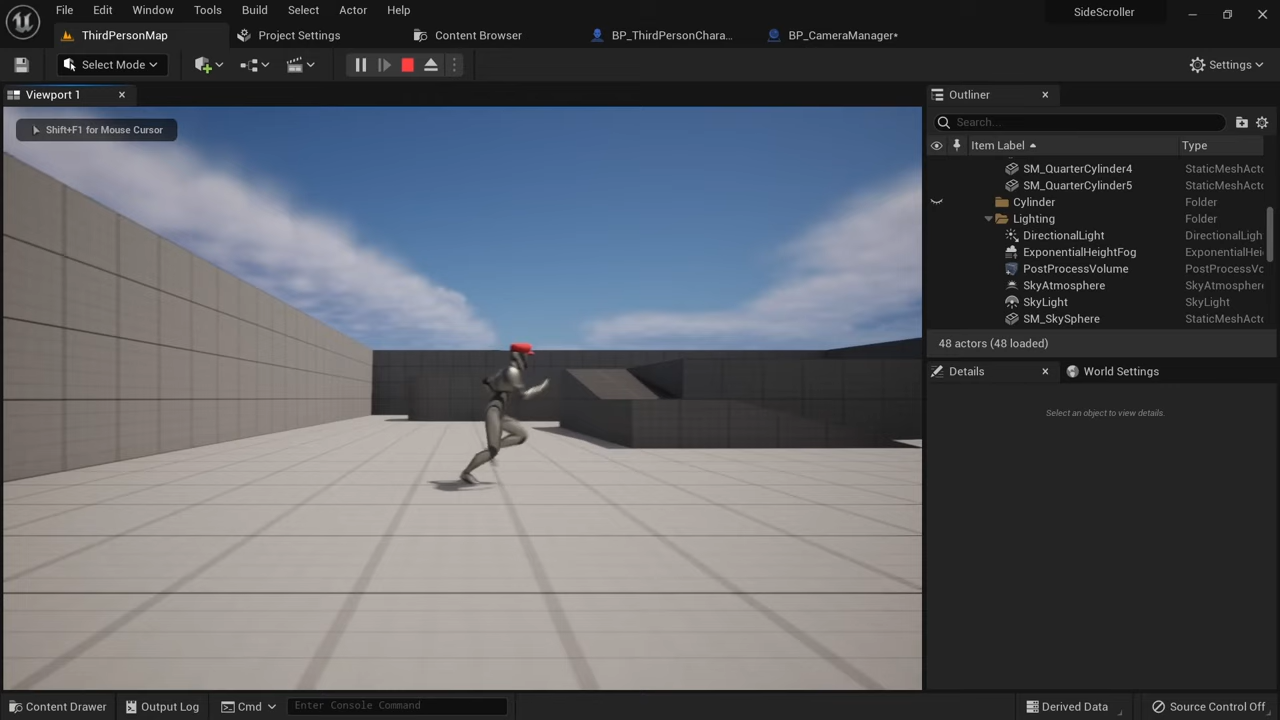 File Edit Window Tools Build Select Actor Help SideScroller
ThirdPersonMap Project Settings Content Browser BP_ThirdPersonChara... BP_CameraManager*
Select Mode Settings
Viewport 1
Shift+F1 for Mouse Cursor
Outliner
Search...
Item Label Type
SM_QuarterCylinder4 StaticMeshActo
SM_QuarterCylinder5 StaticMeshActo
Cylinder Folder
Lighting Folder
DirectionalLight DirectionalLigh
ExponentialHeightFog ExponentialHei
PostProcessVolume PostProcessVo
SkyAtmosphere SkyAtmosphere
SkyLight SkyLight
SM_SkySphere StaticMeshActo
48 actors (48 loaded)
Details World Settings
Select an object to view details.
Content Drawer Output Log Cmd Enter Console Command Derived Data Source Control Off